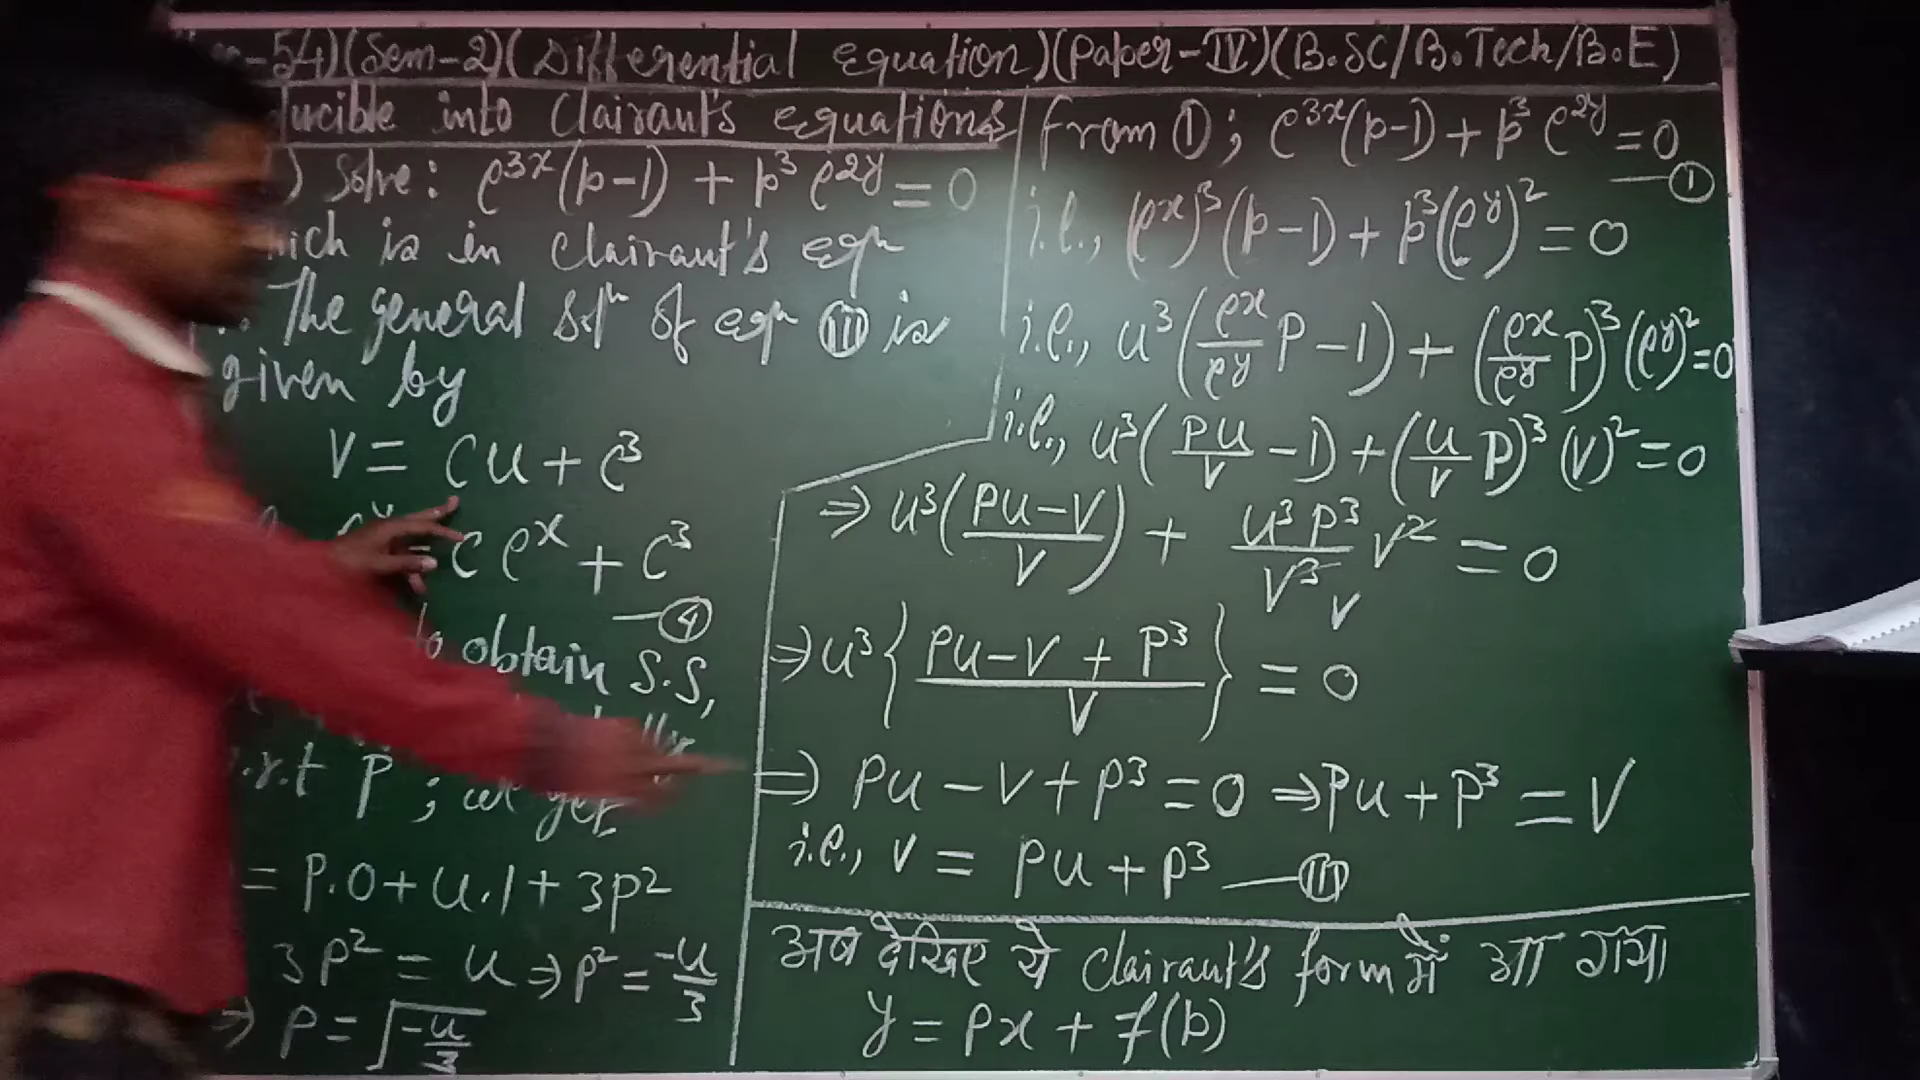 -54)(Sem-2)(Differential equation)(Paper-IV)(B.SC/B.Tech/B.E)
ducible into Clairaut's equations
) Solve: e^{3x}(p-1) + p^3 e^{2y} = 0
hich is in Clairaut's eqn
∴ The general sol^n of eqn (III) is
given by
V = cu + c^3
= c e^x + c^3
—(4)
to obtain S.S,
.r.t P ; we get
= P.0 + u.1 + 3P^2
3P^2 = u ⇒ P^2 = -u/3
⇒ P = √(-u/3)
from (1); e^{3x}(p-1) + p^3 e^{2y} = 0
—(1)
i.e., (e^x)^3 (p-1) + p^3 (e^y)^2 = 0
i.e., u^3 (e^x/e^y P - 1) + (e^x/e^y P)^3 (e^y)^2 = 0
i.e., u^3 (Pu/V - 1) + (u/V P)^3 (V)^2 = 0
⇒ u^3 ((Pu-V)/V) + u^3 P^3/V^3 V^2 = 0
V
⇒ u^3 {(Pu-V + P^3)/V} = 0
⇒ Pu - V + P^3 = 0 ⇒ Pu + P^3 = V
i.e., V = Pu + P^3 —(III)
अब देखिए ये Clairaut's form में आ गया
y = Px + f(p)